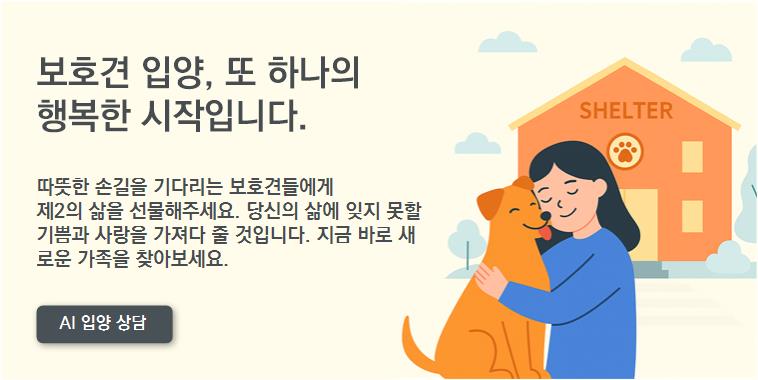 보호견 입양, 또 하나의
행복한 시작입니다.
SHELTER
따뜻한 손길을 기다리는 보호견들에게
제2의 삶을 선물해주세요. 당신의 삶에 잊지 못할
기쁨과 사랑을 가져다 줄 것입니다. 지금 바로 새
로운 가족을 찾아보세요.
AI 입양 상담